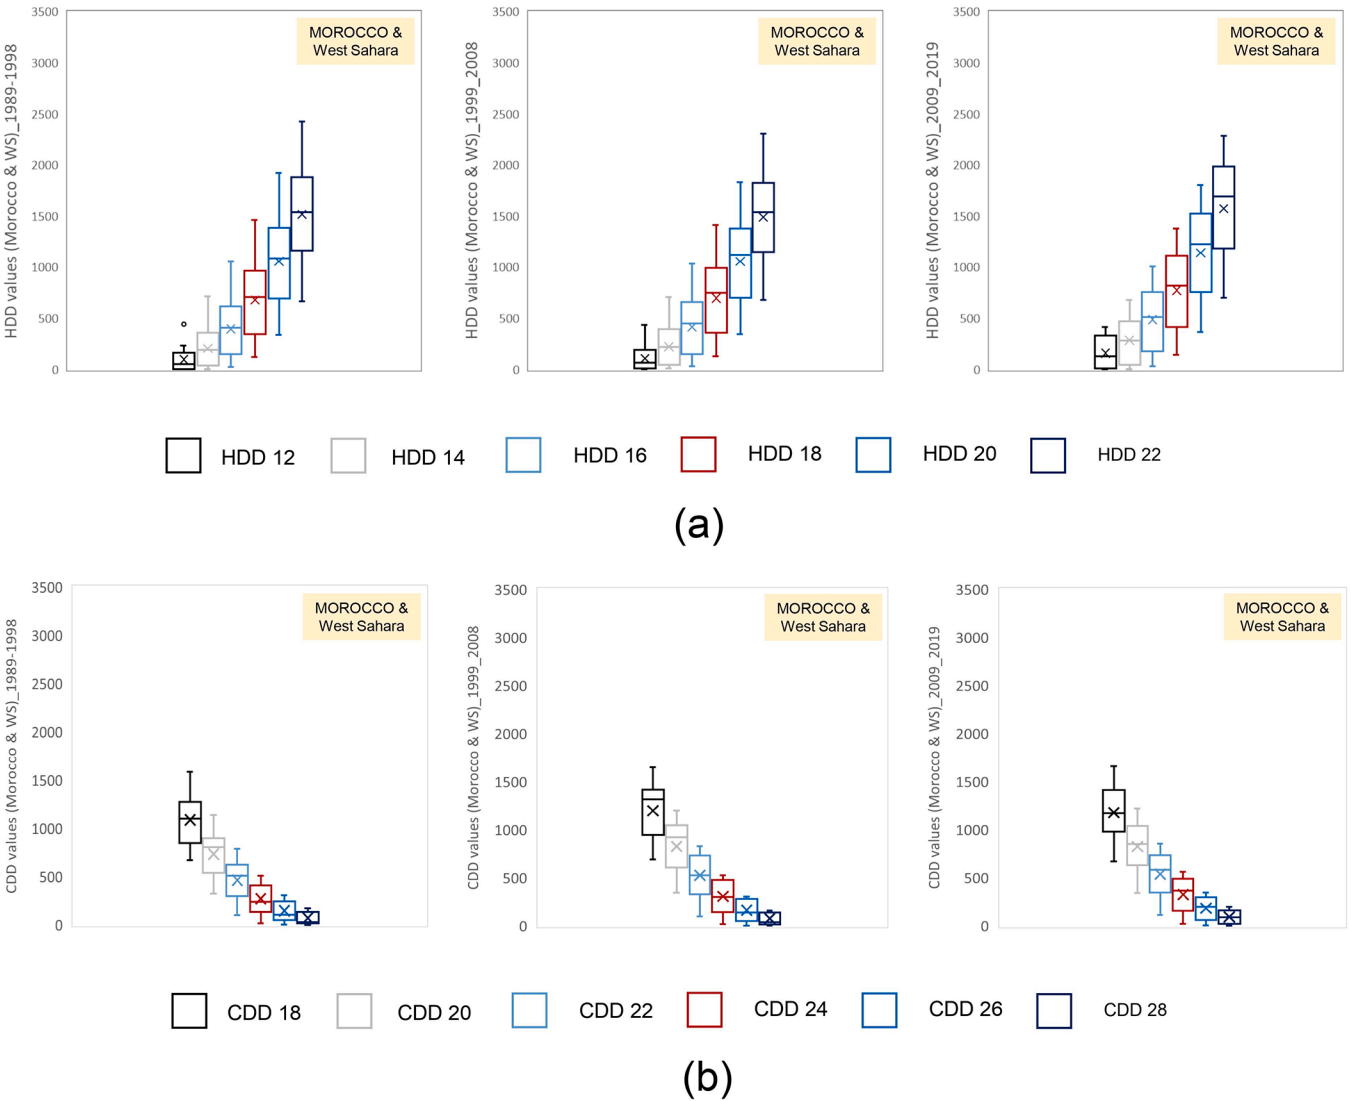 HDD values (Morocco & WS)_1989-1998
3500
3000
2500
2000
1500
1000
500
0
MOROCCO &
West Sahara
HDD values (Morocco & WS)_1999_2008
3500
3000
2500
2000
1500
1000
500
0
MOROCCO &
West Sahara
HDD values (Morocco & WS)_2009_2019
3500
3000
2500
2000
1500
1000
500
0
MOROCCO &
West Sahara
HDD 12
HDD 14
HDD 16
HDD 18
HDD 20
HDD 22
(a)
CDD values (Morocco & WS)_1989-1998
3500
3000
2500
2000
1500
1000
500
0
MOROCCO &
West Sahara
CDD values (Morocco & WS)_1999_2008
3500
3000
2500
2000
1500
1000
500
0
MOROCCO &
West Sahara
CDD values (Morocco & WS)_2009_2019
3500
3000
2500
2000
1500
1000
500
0
MOROCCO &
West Sahara
CDD 18
CDD 20
CDD 22
CDD 24
CDD 26
CDD 28
(b)